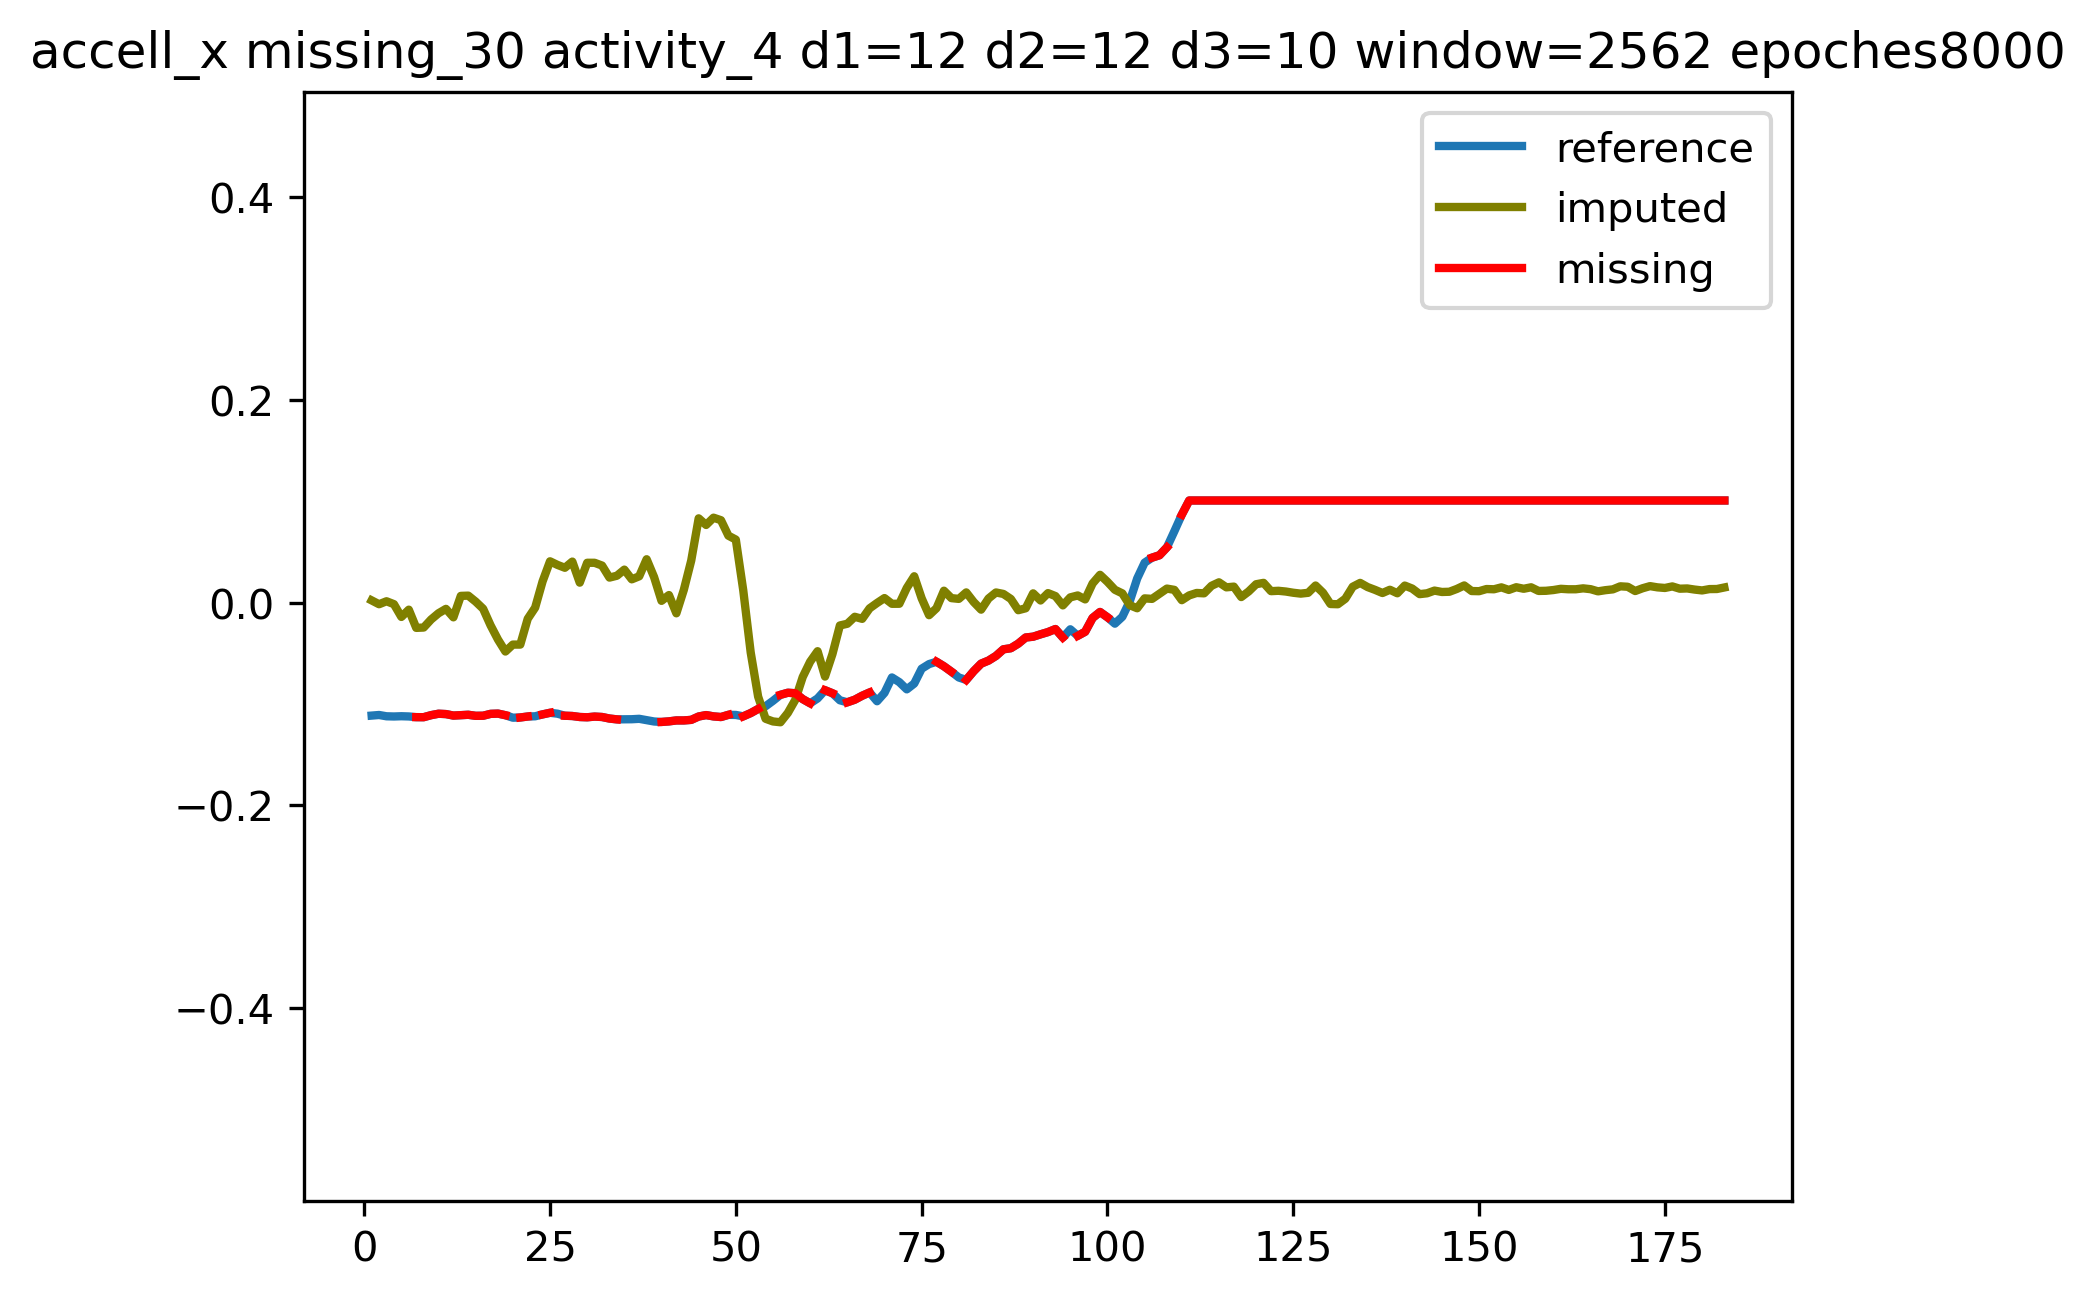 accell_x missing_30 activity_4 d1=12 d2=12 d3=10 window=2562 epoches8000
reference
imputed
missing
0.4
0.2
0.0
−0.2
−0.4
0 25 50 75 100 125 150 175